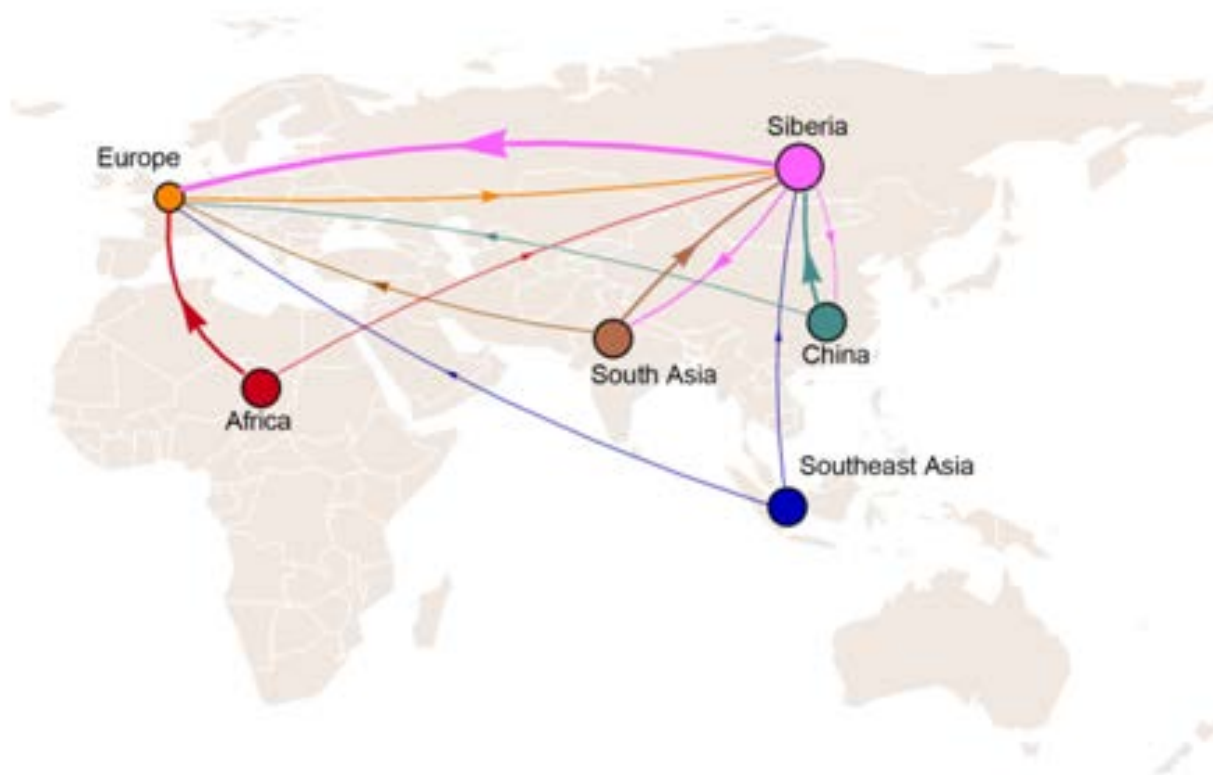 Siberia
Europe
China
South Asia
Africa
Southeast Asia